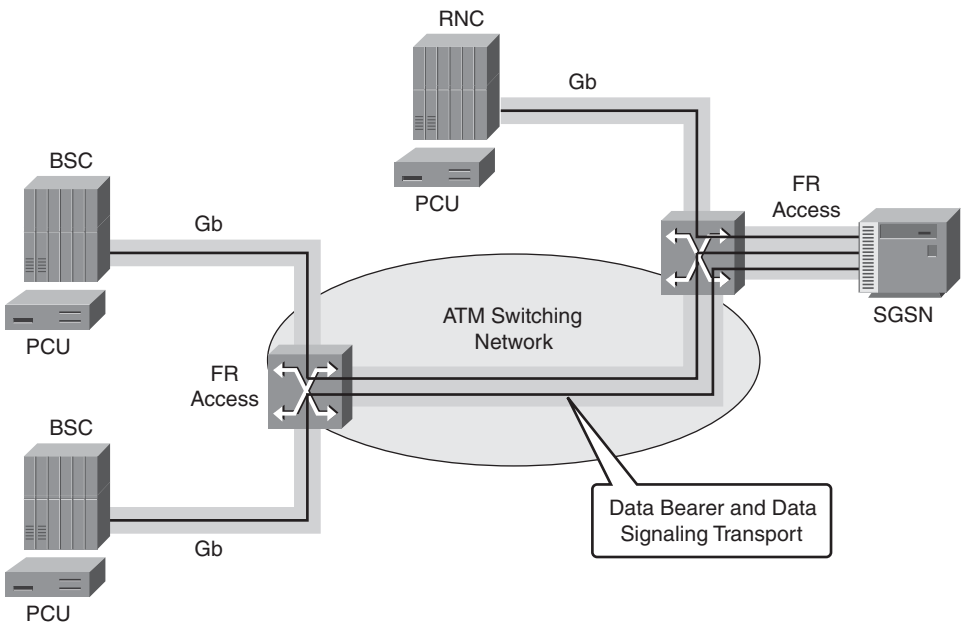 RNC
Gb
PCU
BSC
Gb
PCU
FR
Access
SGSN
ATM Switching
Network
FR
Access
BSC
Gb
PCU
Data Bearer and Data
Signaling Transport